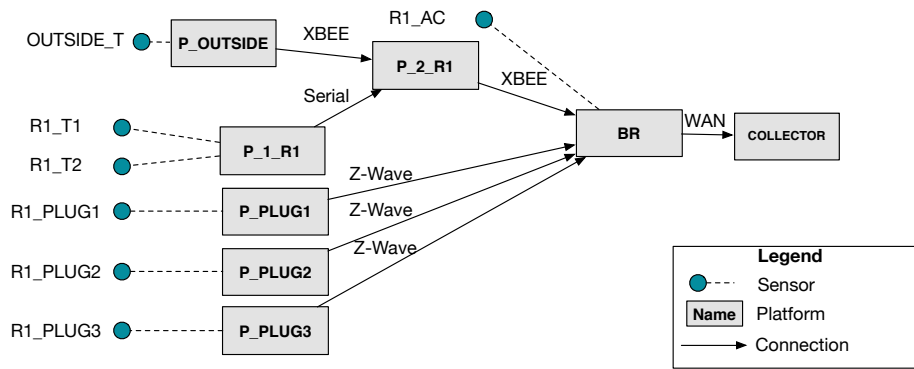 R1_AC
OUTSIDE_T
P_OUTSIDE
XBEE
P_2_R1
XBEE
Serial
R1_T1
R1_T2
P_1_R1
BR
WAN
COLLECTOR
Z-Wave
R1_PLUG1
P_PLUG1
Z-Wave
Z-Wave
R1_PLUG2
P_PLUG2
R1_PLUG3
P_PLUG3
Legend
Sensor
Name
Platform
Connection